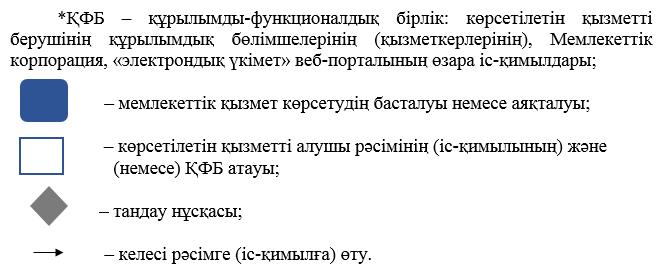 *ҚФБ – құрылымды-функционалдық бірлік: көрсетілетін қызметті
берушінің құрылымдық бөлімшелерінің (қызметкерлерінің), Мемлекеттік
корпорация, «электрондық үкімет» веб-порталының өзара іс-қимылдары;
– мемлекеттік қызмет көрсетудің басталуы немесе аяқталуы;
– көрсетілетін қызметті алушы рәсімінің (іс-қимылының) және
(немесе) ҚФБ атауы;
– таңдау нұсқасы;
– келесі рәсімге (іс-қимылға) өту.